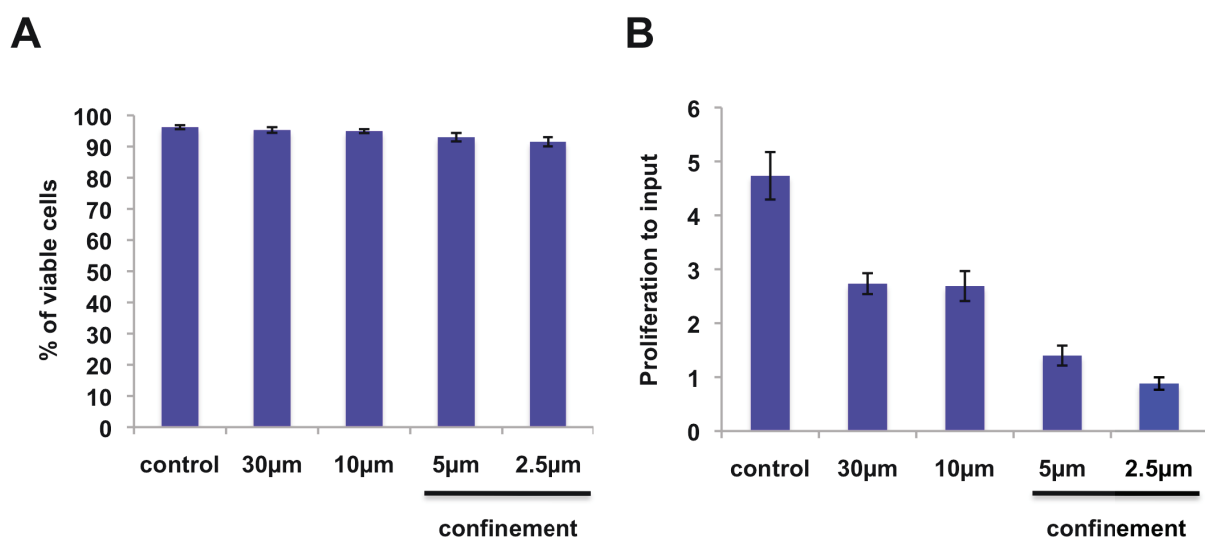 A
% of viable cells
100
90
80
70
60
50
40
30
20
10
0
control 30µm 10µm 5µm 2.5µm
confinement
B
Proliferation to input
6
5
4
3
2
1
0
control 30µm 10µm 5µm 2.5µm
confinement